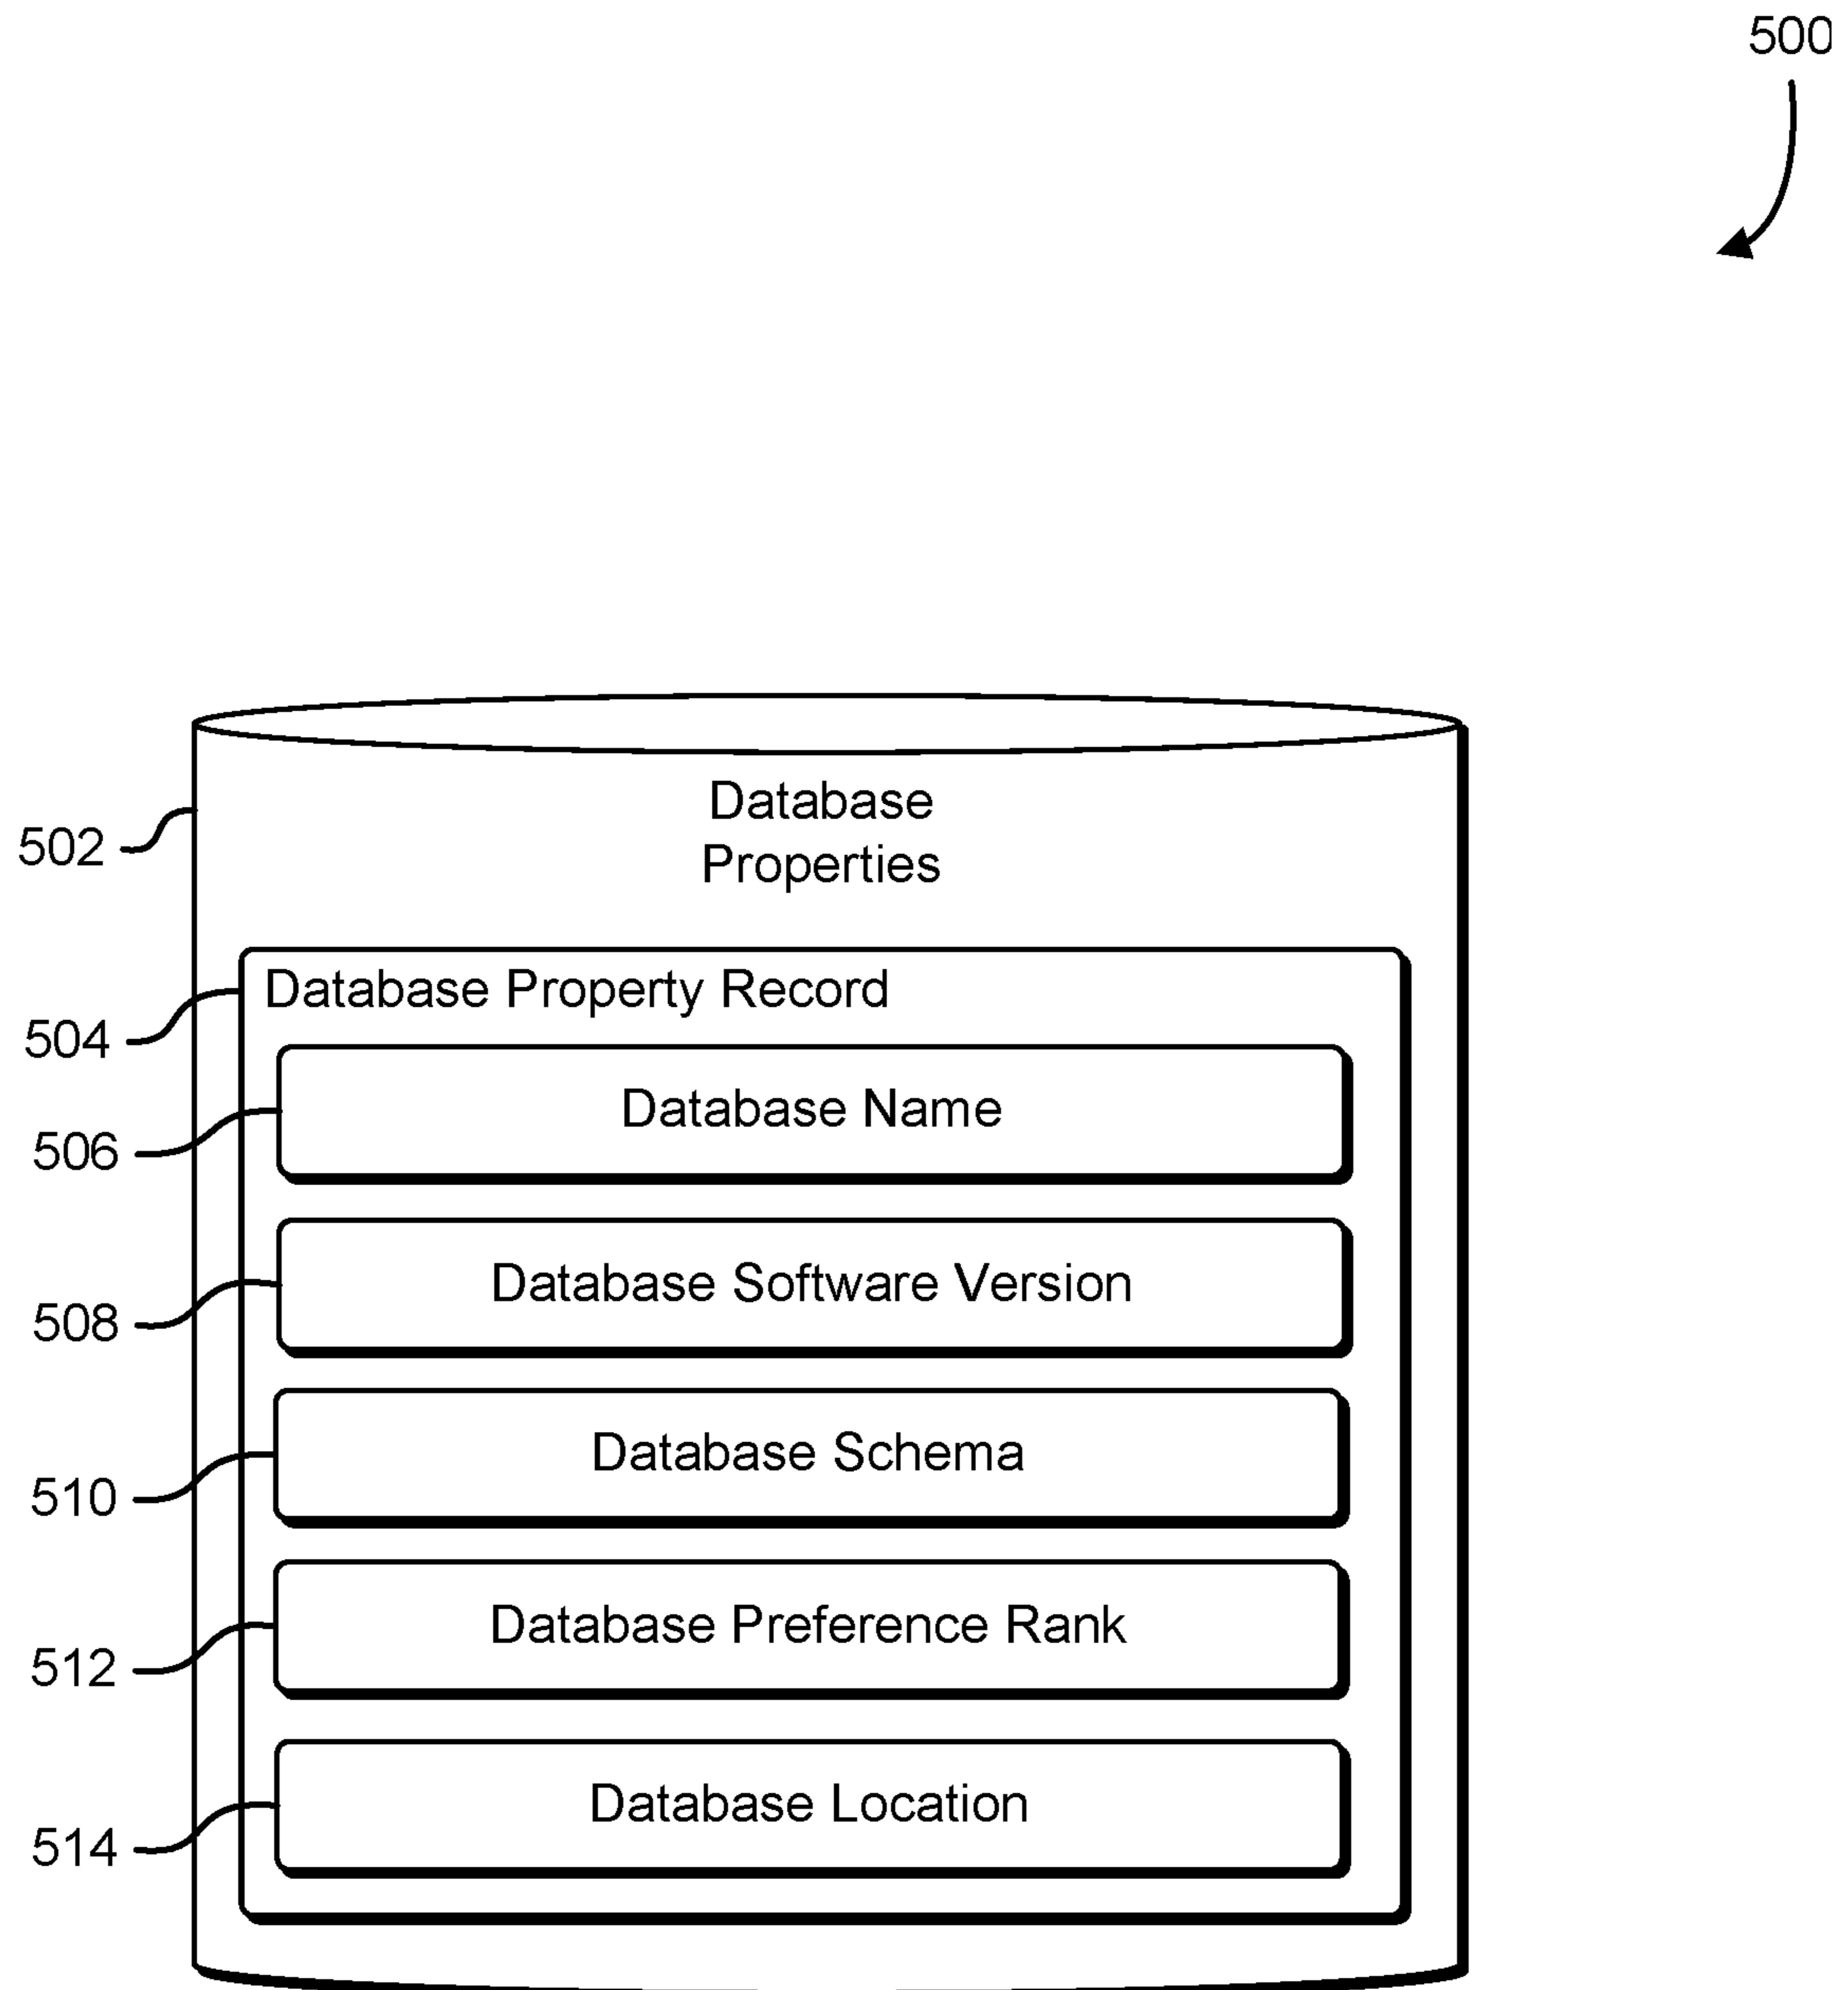 500
Database
Properties
502
Database Property Record
504
Database Name
506
Database Software Version
508
Database Schema
510
Database Preference Rank
512
Database Location
514